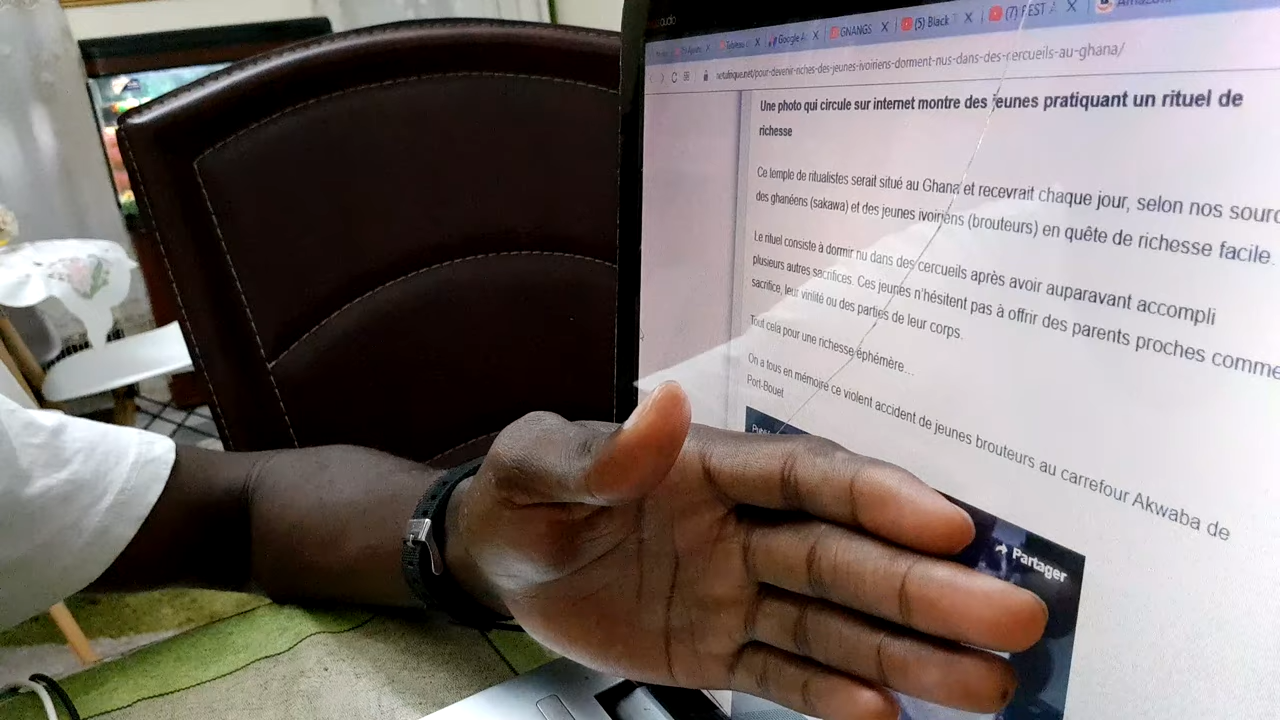 audio
Google A
GNANGS
(5) Black
(7) FEST A
netafrique.net/pour-devenir-riches-des-jeunes-ivoiriens-dorment-nus-dans-des-cercueils-au-ghana/
Une photo qui circule sur internet montre des jeunes pratiquant un rituel de
richesse
Ce temple de ritualistes serait situé au Ghana et recevrait chaque jour, selon nos sourc
des ghanéens (sakawa) et des jeunes ivoiriens (brouteurs) en quête de richesse facile.
Le rituel consiste à dormir nu dans des cercueils après avoir auparavant accompli
plusieurs autres sacrifices. Ces jeunes n'hésitent pas à offrir des parents proches comme
sacrifice, leur virilité ou des parties de leur corps.
Tout cela pour une richesse éphémère...
On a tous en mémoire ce violent accident de jeunes brouteurs au carrefour Akwaba de
Port-Bouet
Partager